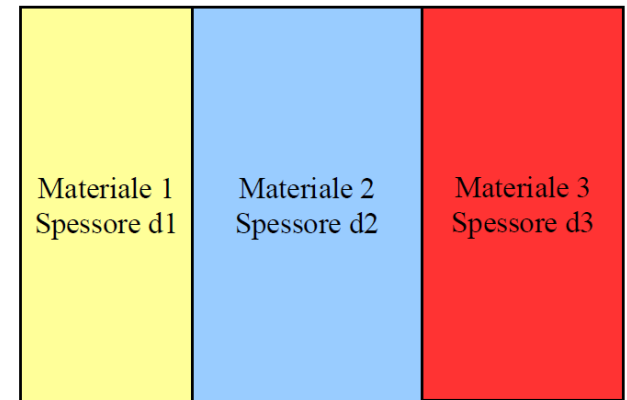 Materiale 1
Spessore d1
Materiale 2
Spessore d2
Materiale 3
Spessore d3